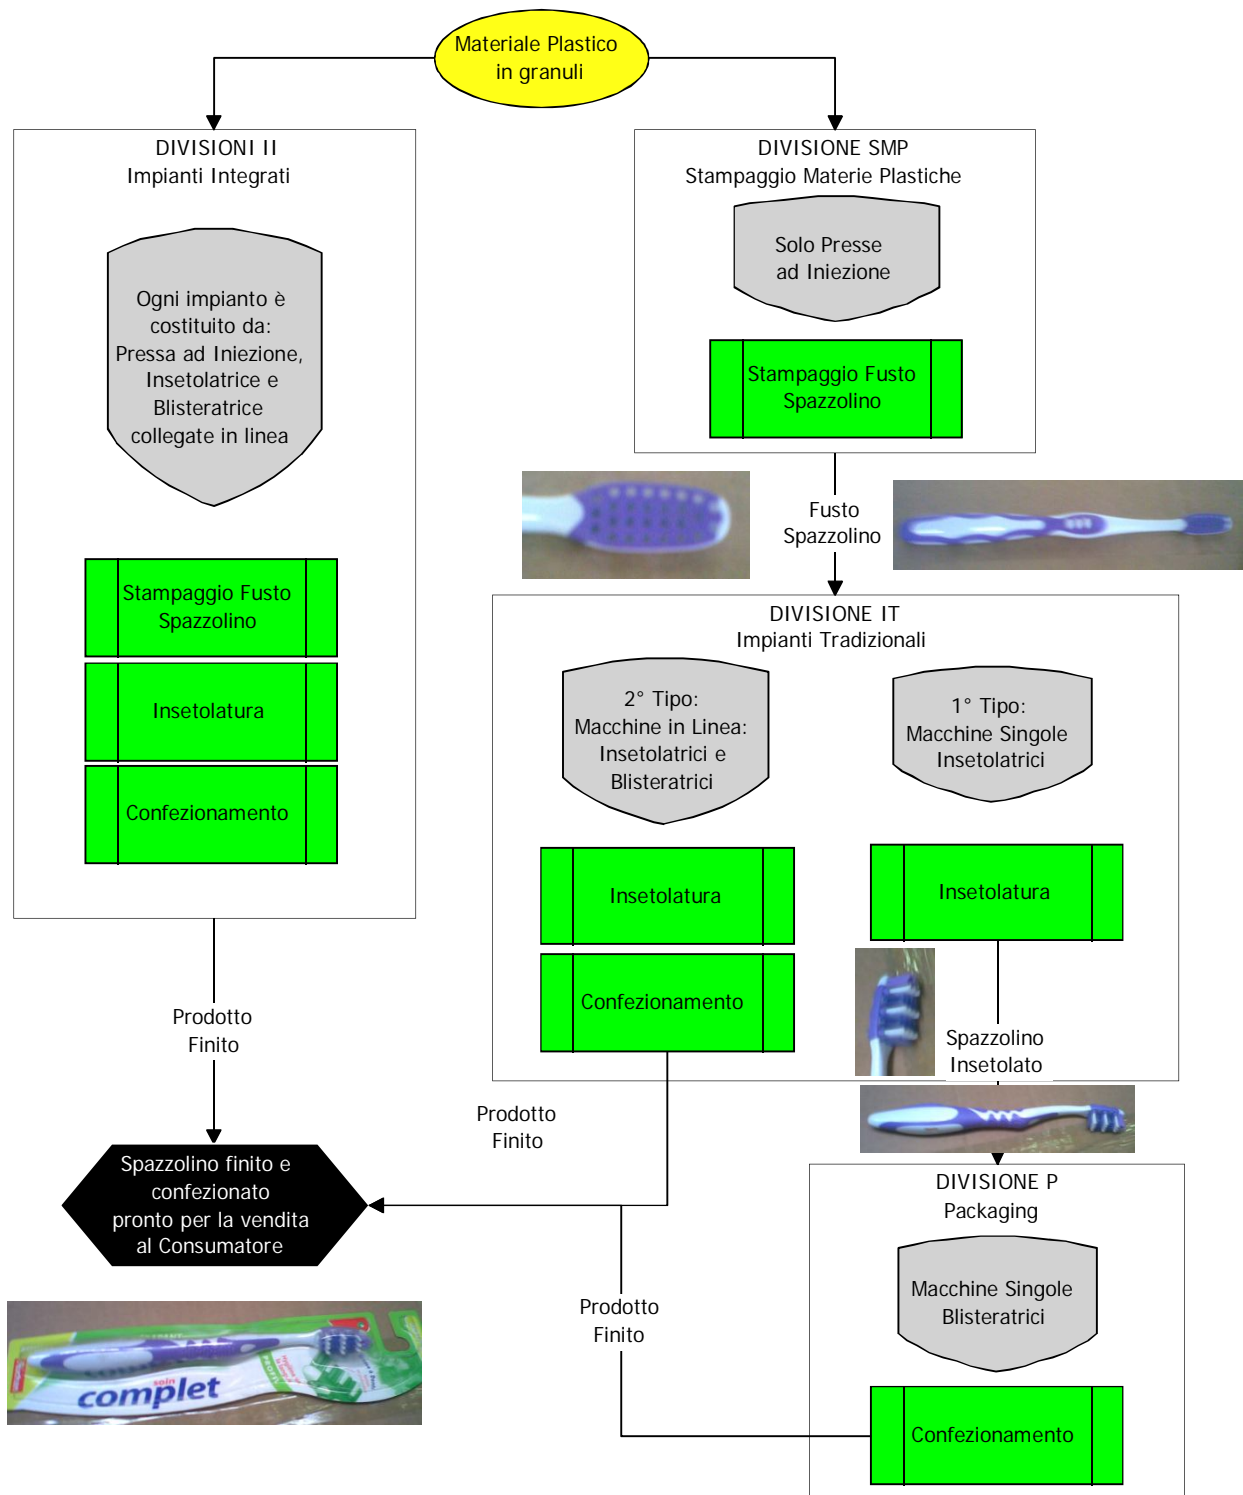 Materiale Plastico
in granuli
DIVISIONI II
Impianti Integrati
Ogni impianto è
costituito da:
Pressa ad Iniezione,
Insetolatrice e
Blisteratrice
collegate in linea
Stampaggio Fusto
Spazzolino
Insetolatura
Confezionamento
Prodotto
Finito
DIVISIONE SMP
Stampaggio Materie Plastiche
Solo Presse
ad Iniezione
Stampaggio Fusto
Spazzolino
Fusto
Spazzolino
DIVISIONE IT
Impianti Tradizionali
2° Tipo:
Macchine in Linea:
Insetolatrici e
Blisteratrici
Insetolatura
Confezionamento
Prodotto
Finito
1° Tipo:
Macchine Singole
Insetolatrici
Insetolatura
Spazzolino
Insetolato
DIVISIONE P
Packaging
Macchine Singole
Blisteratrici
Confezionamento
Prodotto
Finito
Spazzolino finito e
confezionato
pronto per la vendita
al Consumatore
soin
complet